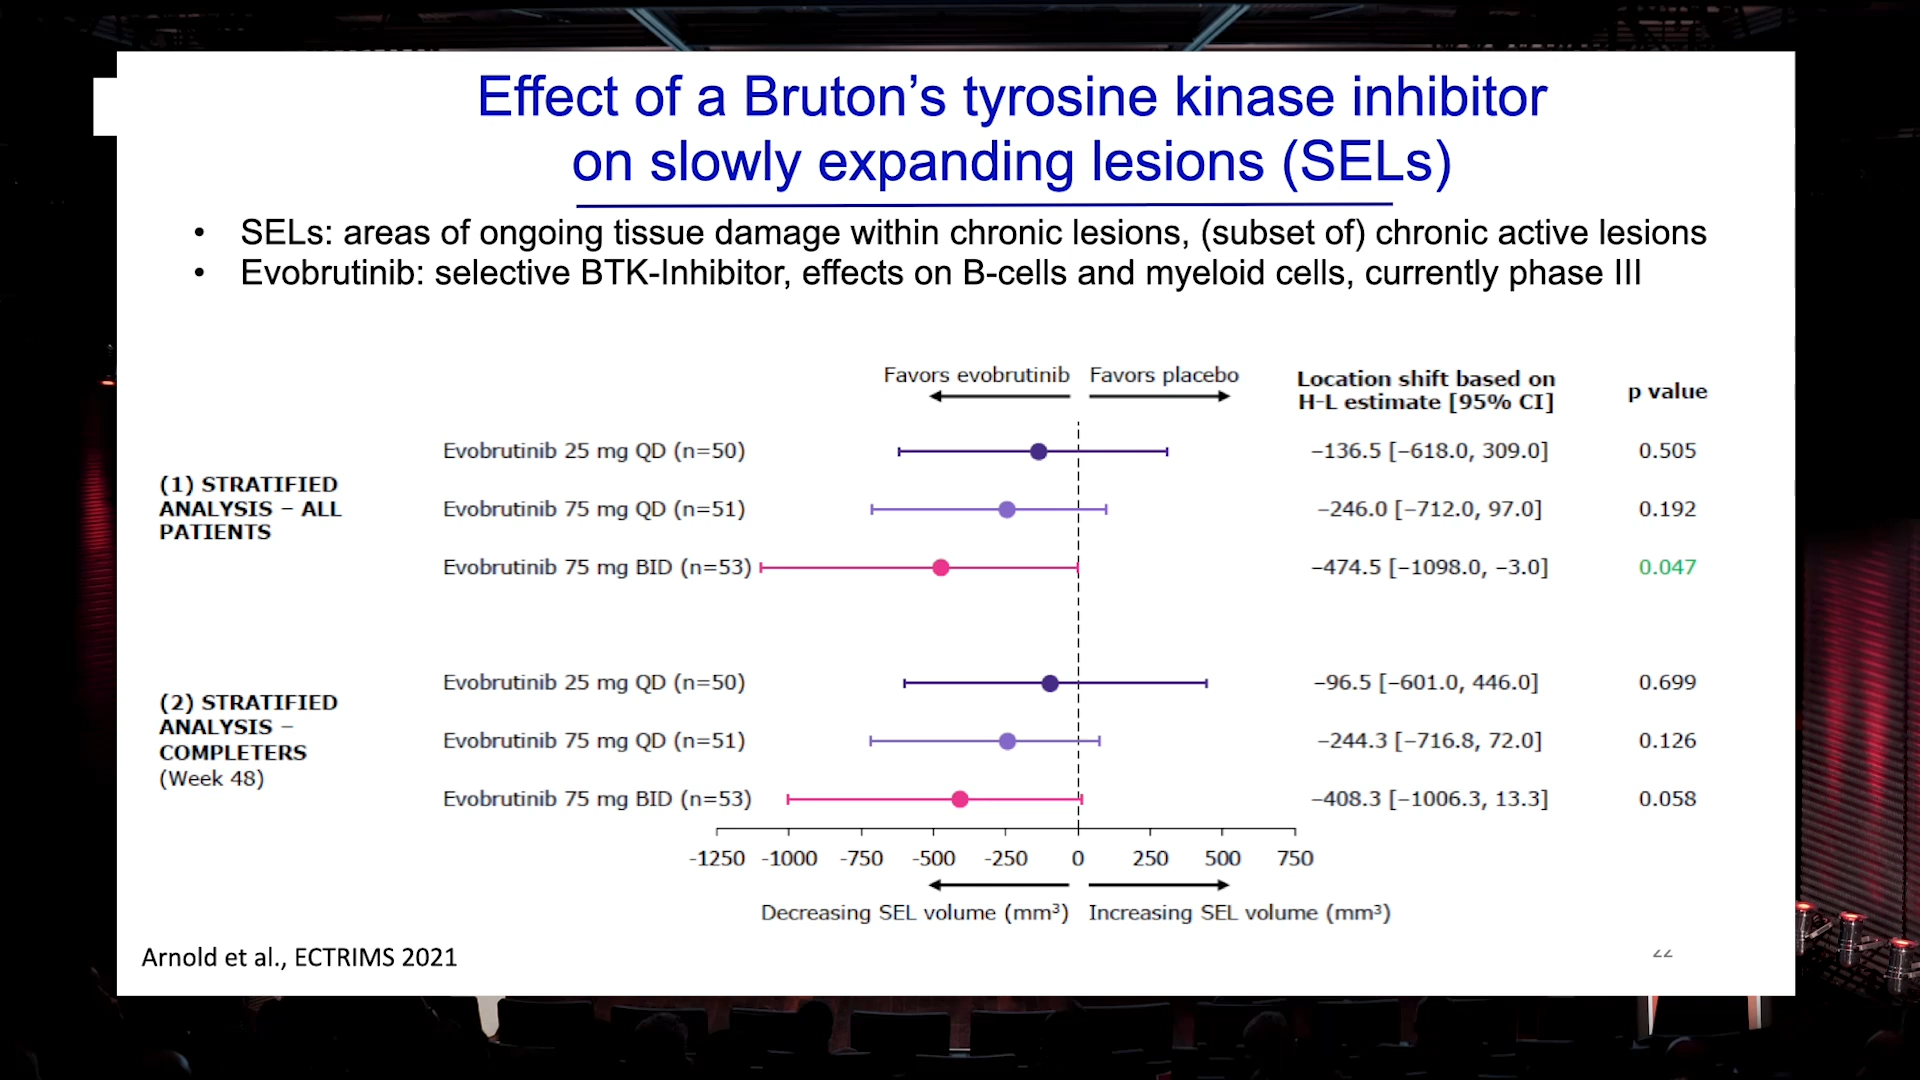 Effect of a Bruton’s tyrosine kinase inhibitor
on slowly expanding lesions (SELs)
• SELs: areas of ongoing tissue damage within chronic lesions, (subset of) chronic active lesions
• Evobrutinib: selective BTK-Inhibitor, effects on B-cells and myeloid cells, currently phase III
Favors evobrutinib Favors placebo
Location shift based on
H-L estimate [95% CI]
p value
(1) STRATIFIED
ANALYSIS – ALL
PATIENTS
Evobrutinib 25 mg QD (n=50) −136.5 [−618.0, 309.0] 0.505
Evobrutinib 75 mg QD (n=51) −246.0 [−712.0, 97.0] 0.192
Evobrutinib 75 mg BID (n=53) −474.5 [−1098.0, −3.0] 0.047
(2) STRATIFIED
ANALYSIS –
COMPLETERS
(Week 48)
Evobrutinib 25 mg QD (n=50) −96.5 [−601.0, 446.0] 0.699
Evobrutinib 75 mg QD (n=51) −244.3 [−716.8, 72.0] 0.126
Evobrutinib 75 mg BID (n=53) −408.3 [−1006.3, 13.3] 0.058
-1250 -1000 -750 -500 -250 0 250 500 750
Decreasing SEL volume (mm³) Increasing SEL volume (mm³)
Arnold et al., ECTRIMS 2021